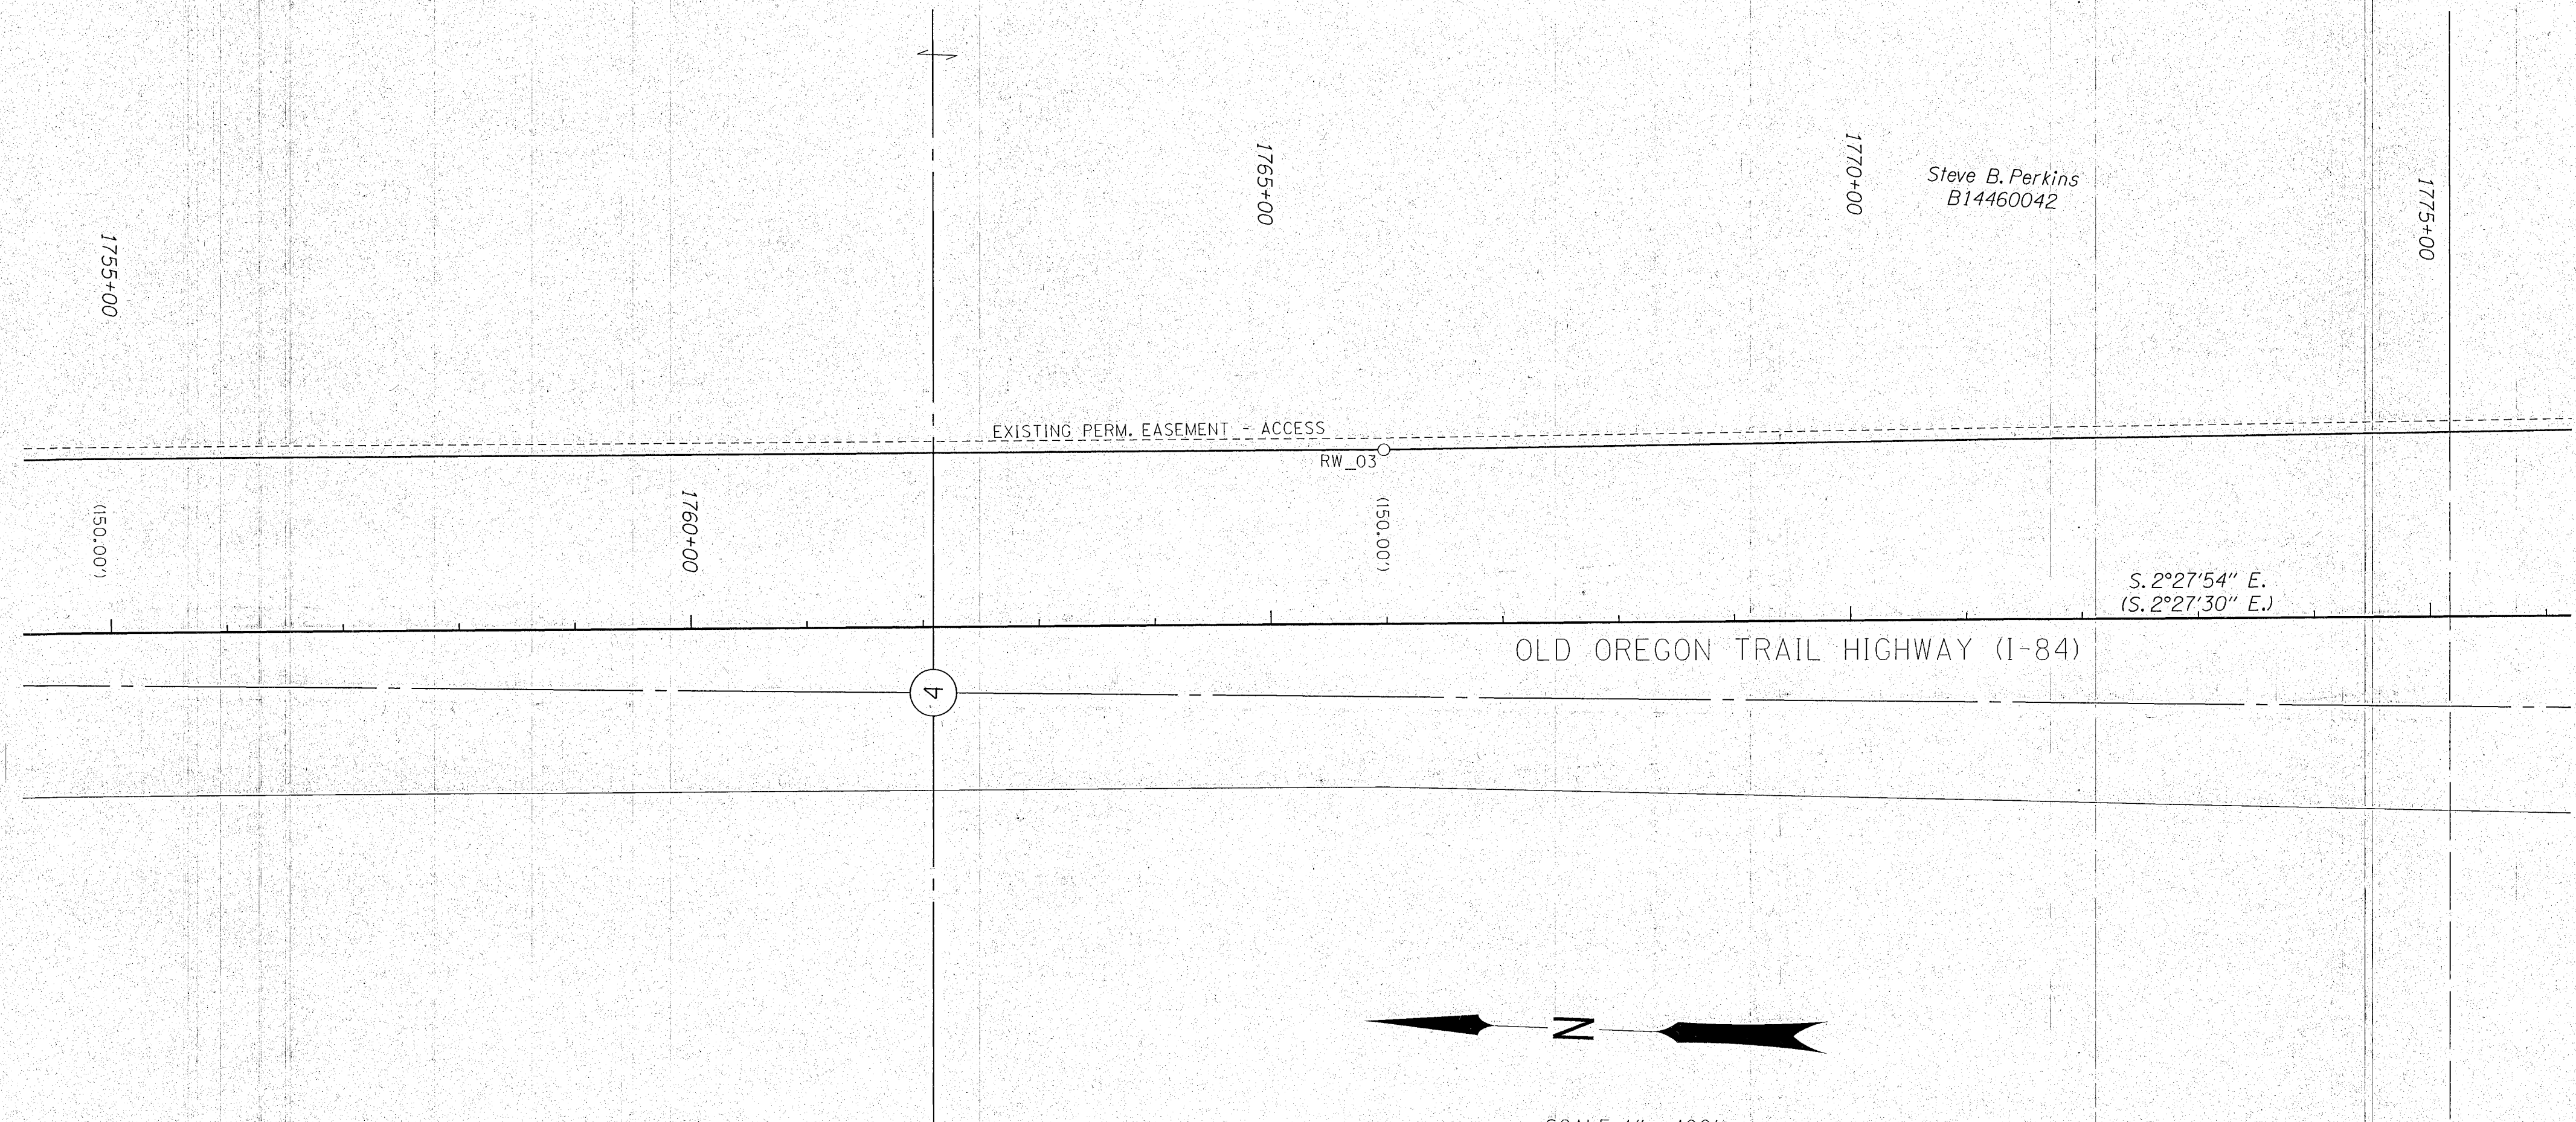 1755+00
1760+00
1765+00
1770+00
1775+00
Steve B. Perkins
B14460042
EXISTING PERM. EASEMENT - ACCESS
RW_03
(150.00')
(150.00')
S. 2°27'54" E.
(S. 2°27'30" E.)
OLD OREGON TRAIL HIGHWAY (I-84)
4
N